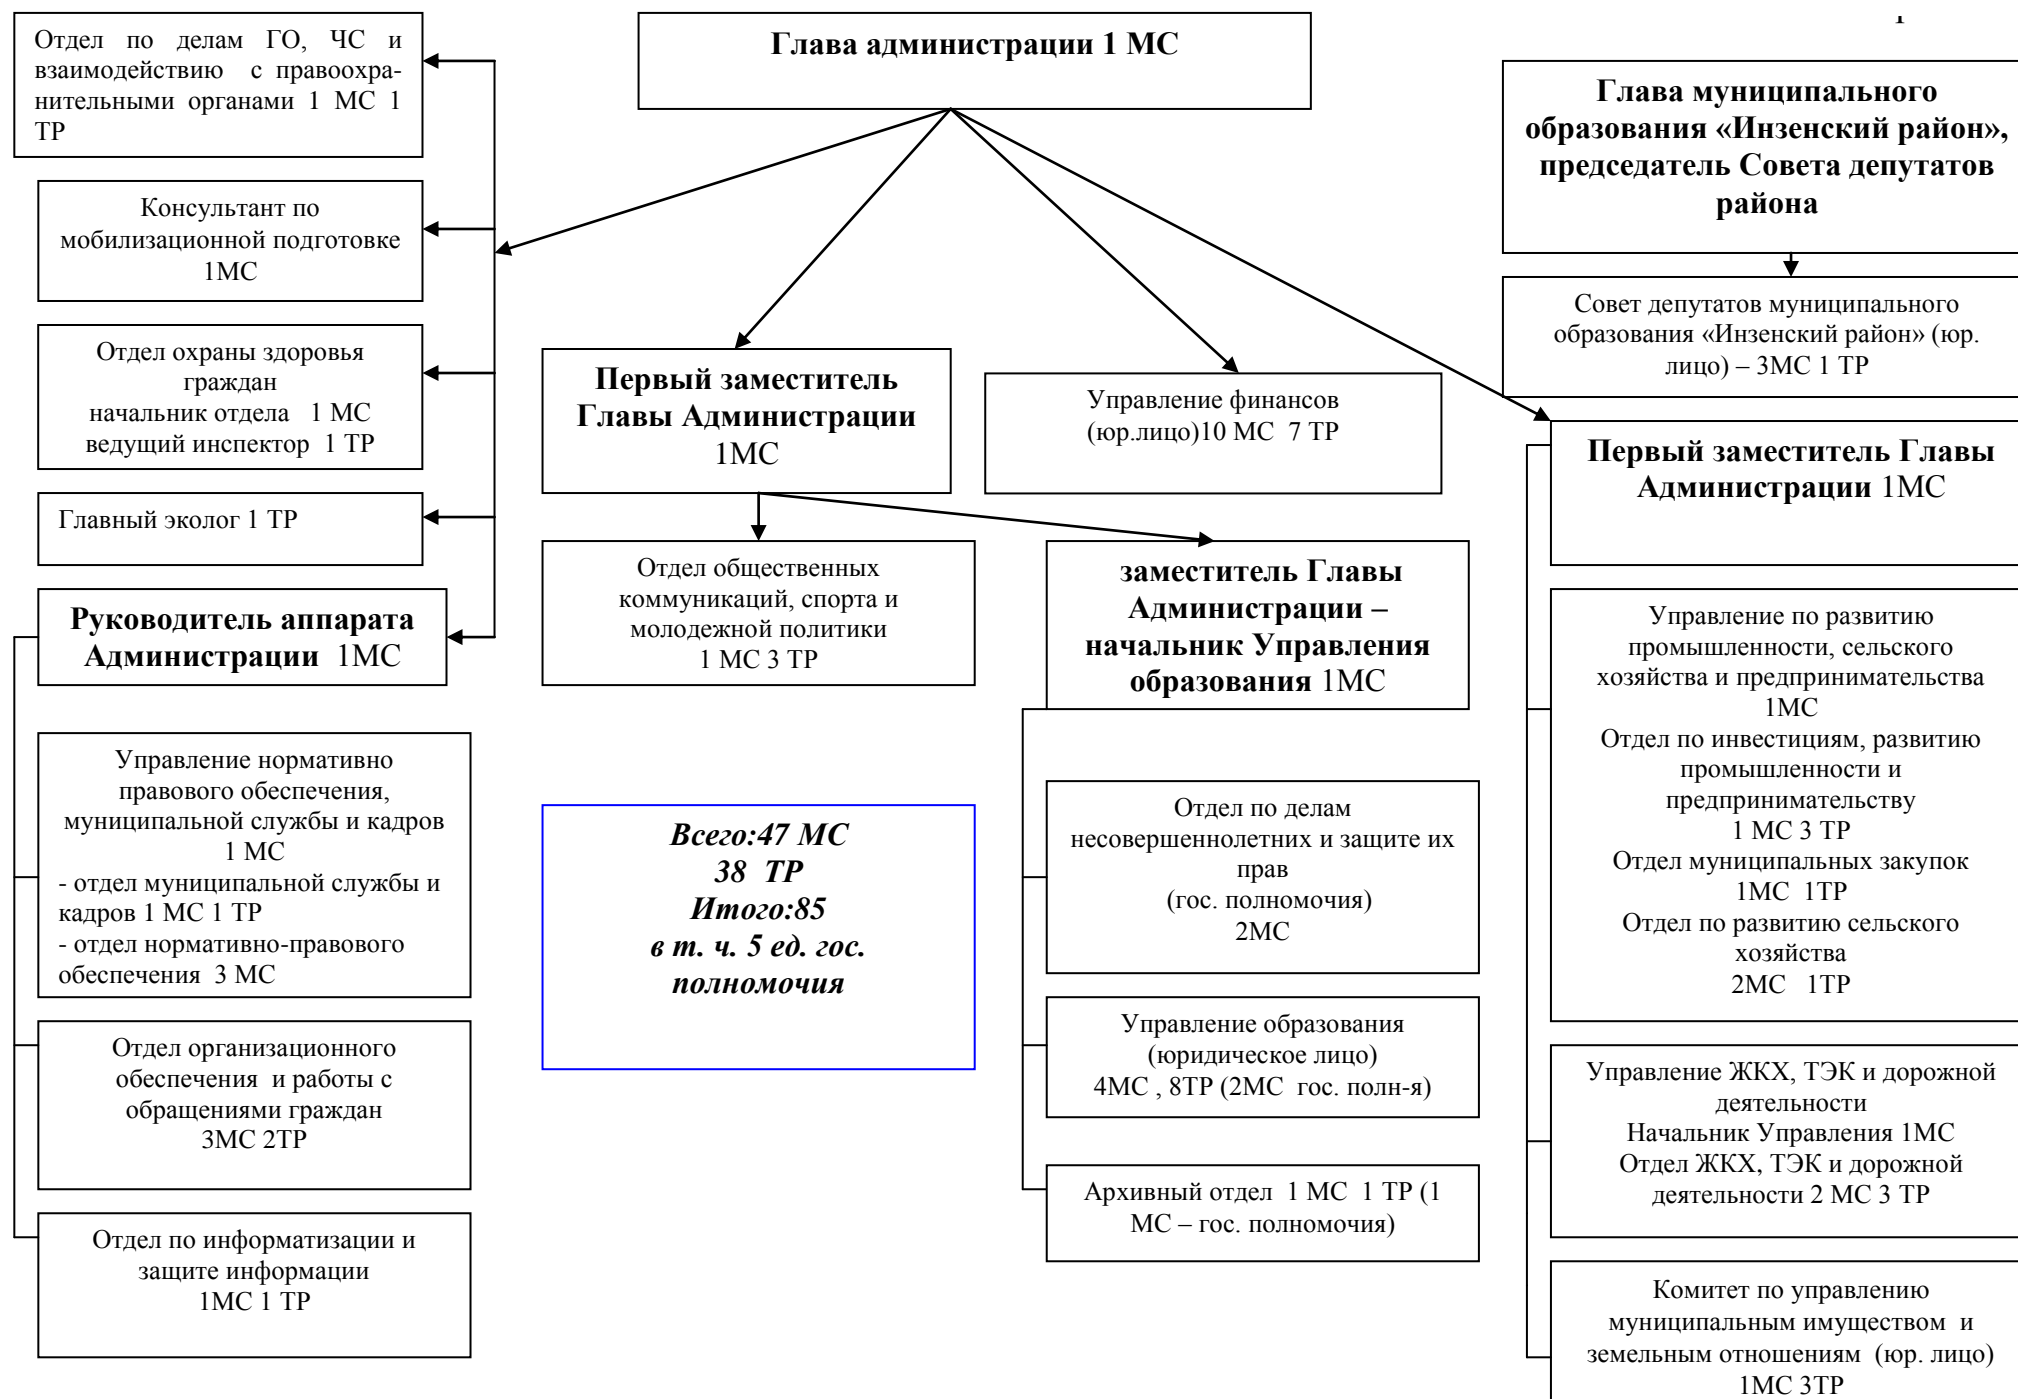 Глава администрации 1 МС
Отдел по делам ГО, ЧС и
взаимодействию с правоохра-
нительными органами 1 МС 1
ТР
Консультант по
мобилизационной подготовке
1МС
Отдел охраны здоровья
граждан
начальник отдела 1 МС
ведущий инспектор 1 ТР
Главный эколог 1 ТР
Руководитель аппарата
Администрации 1МС
Управление нормативно
правового обеспечения,
муниципальной службы и кадров
1 МС
- отдел муниципальной службы и
кадров 1 МС 1 ТР
- отдел нормативно-правового
обеспечения 3 МС
Отдел организационного
обеспечения и работы с
обращениями граждан
3МС 2ТР
Отдел по информатизации и
защите информации
1МС 1 ТР
Первый заместитель
Главы Администрации
1МС
Отдел общественных
коммуникаций, спорта и
молодежной политики
1 МС 3 ТР
Всего:47 МС
38 ТР
Итого:85
в т. ч. 5 ед. гос.
полномочия
Управление финансов
(юр.лицо)10 МС 7 ТР
заместитель Главы
Администрации –
начальник Управления
образования 1МС
Отдел по делам
несовершеннолетних и защите их
прав
(гос. полномочия)
2МС
Управление образования
(юридическое лицо)
4МС , 8ТР (2МС гос. полн-я)
Архивный отдел 1 МС 1 ТР (1
МС – гос. полномочия)
Глава муниципального
образования «Инзенский район»,
председатель Совета депутатов
района
Совет депутатов муниципального
образования «Инзенский район» (юр.
лицо) – 3МС 1 ТР
Первый заместитель Главы
Администрации 1МС
Управление по развитию
промышленности, сельского
хозяйства и предпринимательства
1МС
Отдел по инвестициям, развитию
промышленности и
предпринимательству
1 МС 3 ТР
Отдел муниципальных закупок
1МС 1ТР
Отдел по развитию сельского
хозяйства
2МС 1ТР
Управление ЖКХ, ТЭК и дорожной
деятельности
Начальник Управления 1МС
Отдел ЖКХ, ТЭК и дорожной
деятельности 2 МС 3 ТР
Комитет по управлению
муниципальным имуществом и
земельным отношениям (юр. лицо)
1МС 3ТР